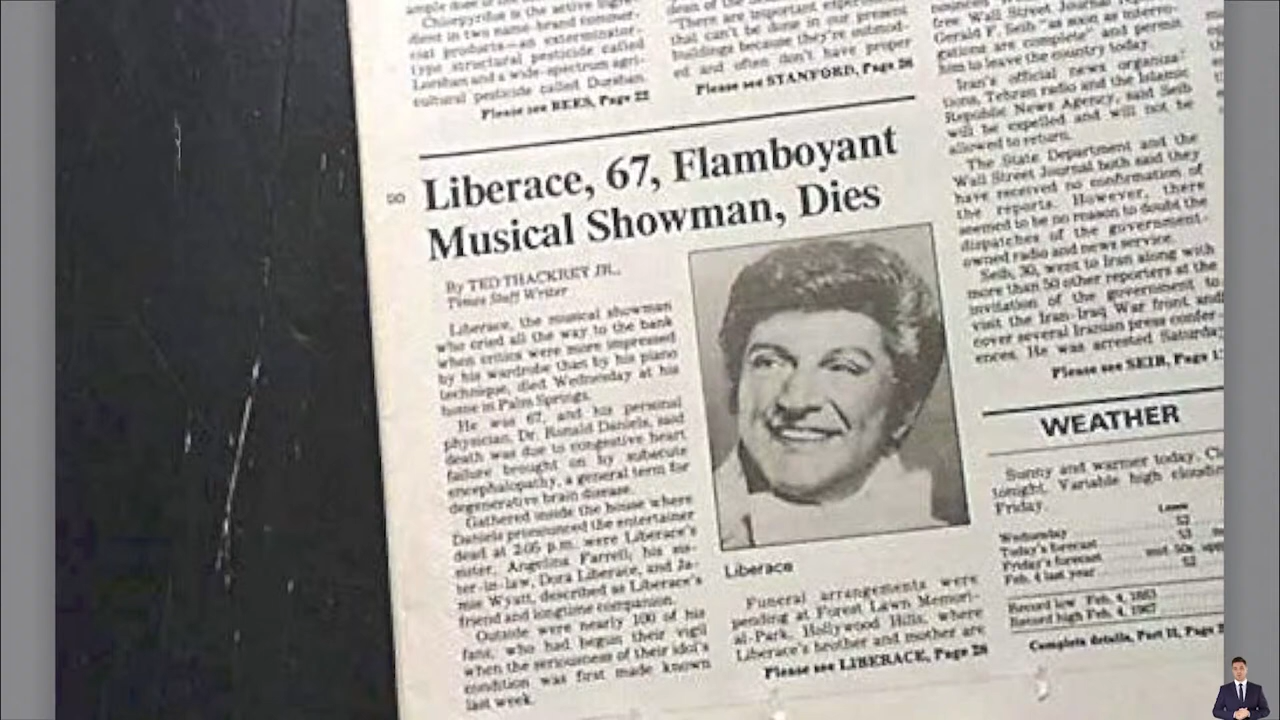 ample does of the
Chlorpyrifos is the active ingre-
dient in two name-brand commer-
cial products—an exterminator-
type structural pesticide called
Lorsban and a wide-spectrum agri-
cultural pesticide called Dursban.
Please see BEES, Page 22
dean of the
"There are important experi
that can't be done in our present
buildings because they're outmod-
ed and often don't have proper
Please see STANFORD, Page 26
Liberace, 67, Flamboyant
Musical Showman, Dies
By TED THACKREY JR.,
Times Staff Writer
Liberace, the musical showman
who cried all the way to the bank
when critics were more impressed
by his wardrobe than by his piano
technique, died Wednesday at his
home in Palm Springs.
He was 67, and his personal
physician, Dr. Ronald Daniels, said
death was due to congestive heart
failure brought on by subacute
encephalopathy, a general term for
degenerative brain disease.
Gathered inside the house where
Daniels pronounced the entertainer
dead at 2:05 p.m. were Liberace's
sister, Angelina Farrell; his sis-
ter-in-law, Dora Liberace, and Ja-
mie Wyatt, described as Liberace's
friend and longtime companion.
Outside were nearly 100 of his
fans, who had begun their vigil
when the seriousness of their idol's
condition was first made known
last week.
Liberace
Funeral arrangements were
pending at Forest Lawn Memori-
al-Park, Hollywood Hills, where
Liberace's brother and mother are
Please see LIBERACE, Page 28
free Wall Street Journal
Gerald F. Seib "as soon as interro-
gations are complete" and permit
him to leave the country today.
Iran's official news organiza-
tions, Tehran radio and the Islamic
Republic News Agency, said Seib
will be expelled and will not be
allowed to return.
The State Department and the
Wall Street Journal both said they
have received no confirmation of
the reports. However, there
seemed to be no reason to doubt the
dispatches of the government-
owned radio and news service.
Seib, 30, went to Iran along with
more than 50 other reporters at the
invitation of the government to
visit the Iran-Iraq War front and
cover several Iranian press confer-
ences. He was arrested Saturday
Please see SEIB, Page 1
WEATHER
Sunny and warmer today. Cl
tonight. Variable high cloudi
Friday.
Lows
Wednesday 52
Today's forecast 53
Friday's forecast mid 50s
Feb. 4 last year 52
Record low Feb. 4, 1883
Record high Feb. 4, 1967
Complete details, Part II, Page